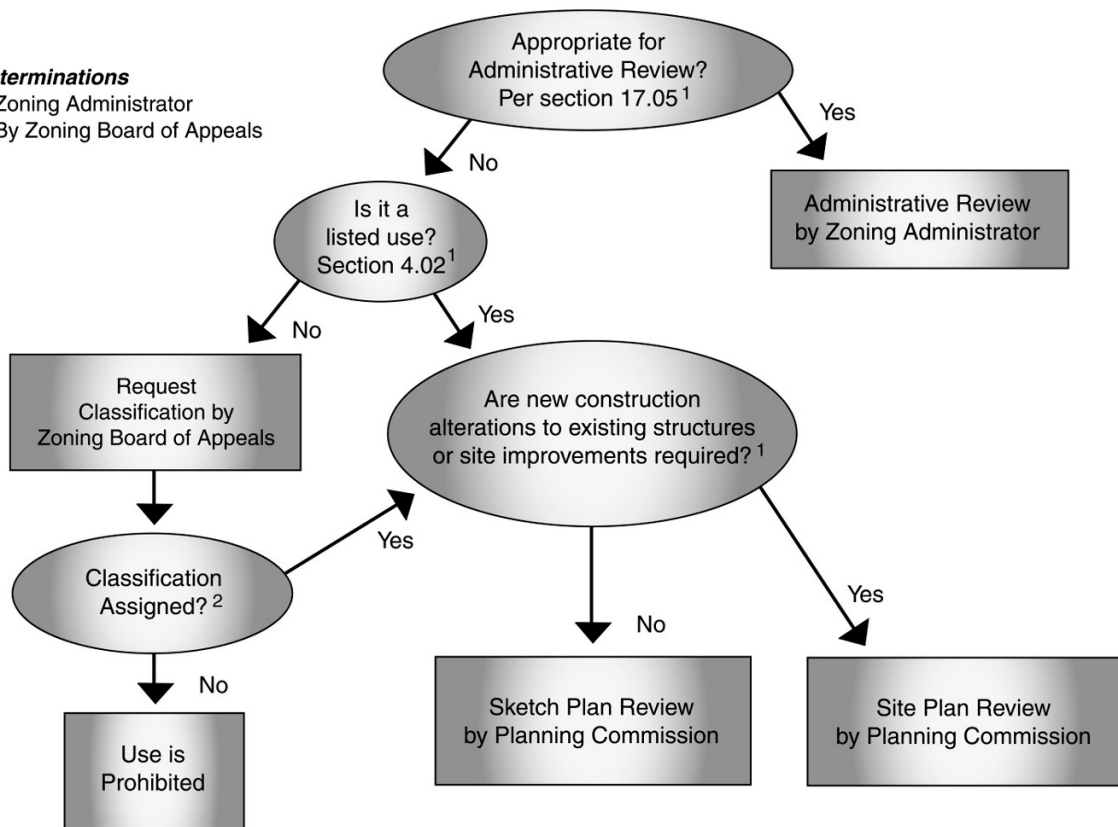 terminations
Zoning Administrator
By Zoning Board of Appeals
Appropriate for
Administrative Review?
Per section 17.05 1
Yes
No
Administrative Review
by Zoning Administrator
Is it a
listed use?
Section 4.02 1
No
Yes
Request
Classification by
Zoning Board of Appeals
Are new construction
alterations to existing structures
or site improvements required? 1
Yes
Classification
Assigned? 2
No
Yes
No
Sketch Plan Review
by Planning Commission
Site Plan Review
by Planning Commission
Use is
Prohibited